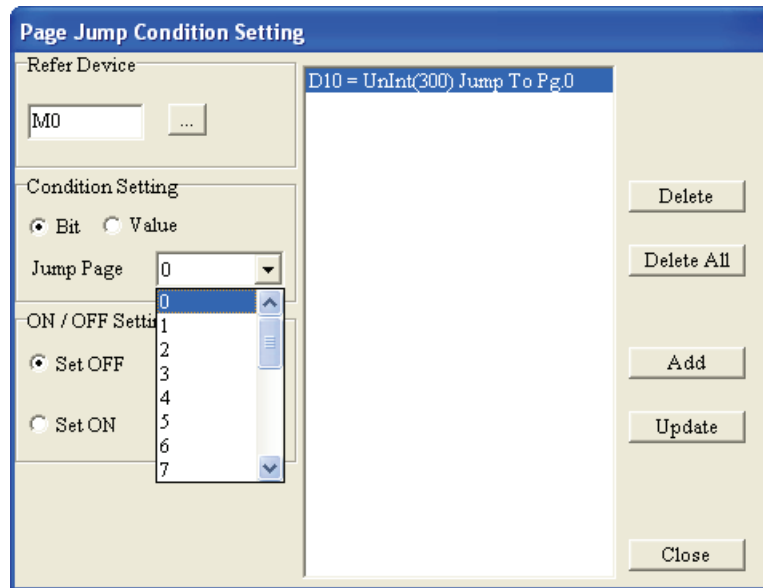 Page Jump Condition Setting
Refer Device
M0
...
Condition Setting
Bit
Value
Jump Page
0
0
1
2
3
4
5
6
7
ON / OFF
Set OFF
Set ON
D10 = UnInt(300) Jump To Pg.0
Delete
Delete All
Add
Update
Close